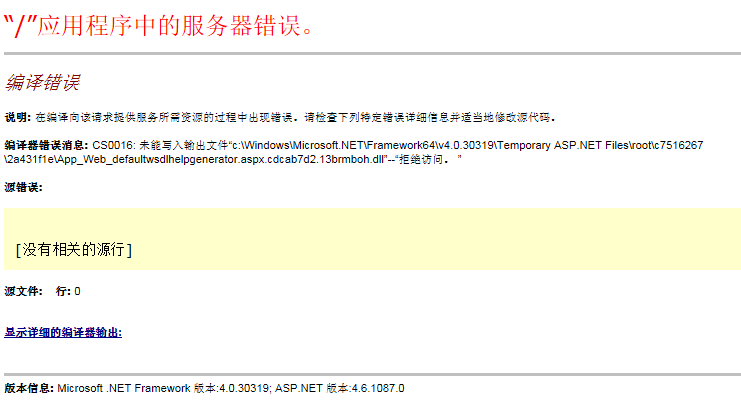 “/”应用程序中的服务器错误。
编译错误
说明: 在编译向该请求提供服务所需资源的过程中出现错误。请检查下列特定错误详细信息并适当地修改源代码。
编译器错误消息: CS0016: 未能写入输出文件“c:\Windows\Microsoft.NET\Framework64\v4.0.30319\Temporary ASP.NET Files\root\c7516267
\2a431f1e\App_Web_defaultwsdlhelpgenerator.aspx.cdcab7d2.13brmboh.dll”--“拒绝访问。 ”
源错误:
[没有相关的源行]
源文件: 行: 0
显示详细的编译器输出:
版本信息: Microsoft .NET Framework 版本:4.0.30319; ASP.NET 版本:4.6.1087.0